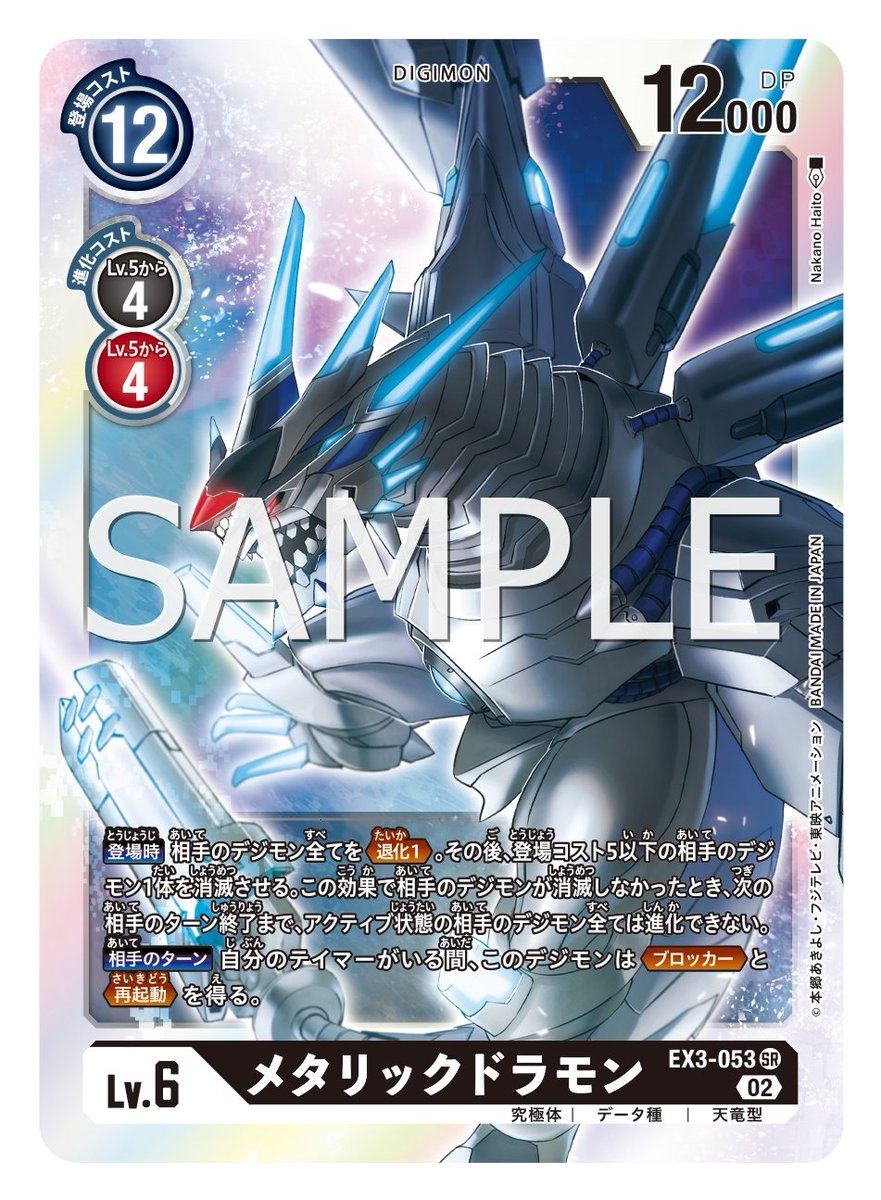 DIGIMON
登場コスト
12
12000
DP
進化コスト
Lv.5から
4
Lv.5から
4
Nakano Haito
SAMPLE
© 本郷あきよし・フジテレビ・東映アニメーション BANDAI MADE IN JAPAN
登場時 相手のデジモン全てを 退化1 。その後、登場コスト5以下の相手のデジ
モン1体を消滅させる。この効果で相手のデジモンが消滅しなかったとき、次の
相手のターン終了まで、アクティブ状態の相手のデジモン全ては進化できない。
相手のターン 自分のテイマーがいる間、このデジモンは ブロッカー と
再起動 を得る。
Lv.6
メタリックドラモン
EX3-053 SR
02
究極体 | データ種 | 天竜型